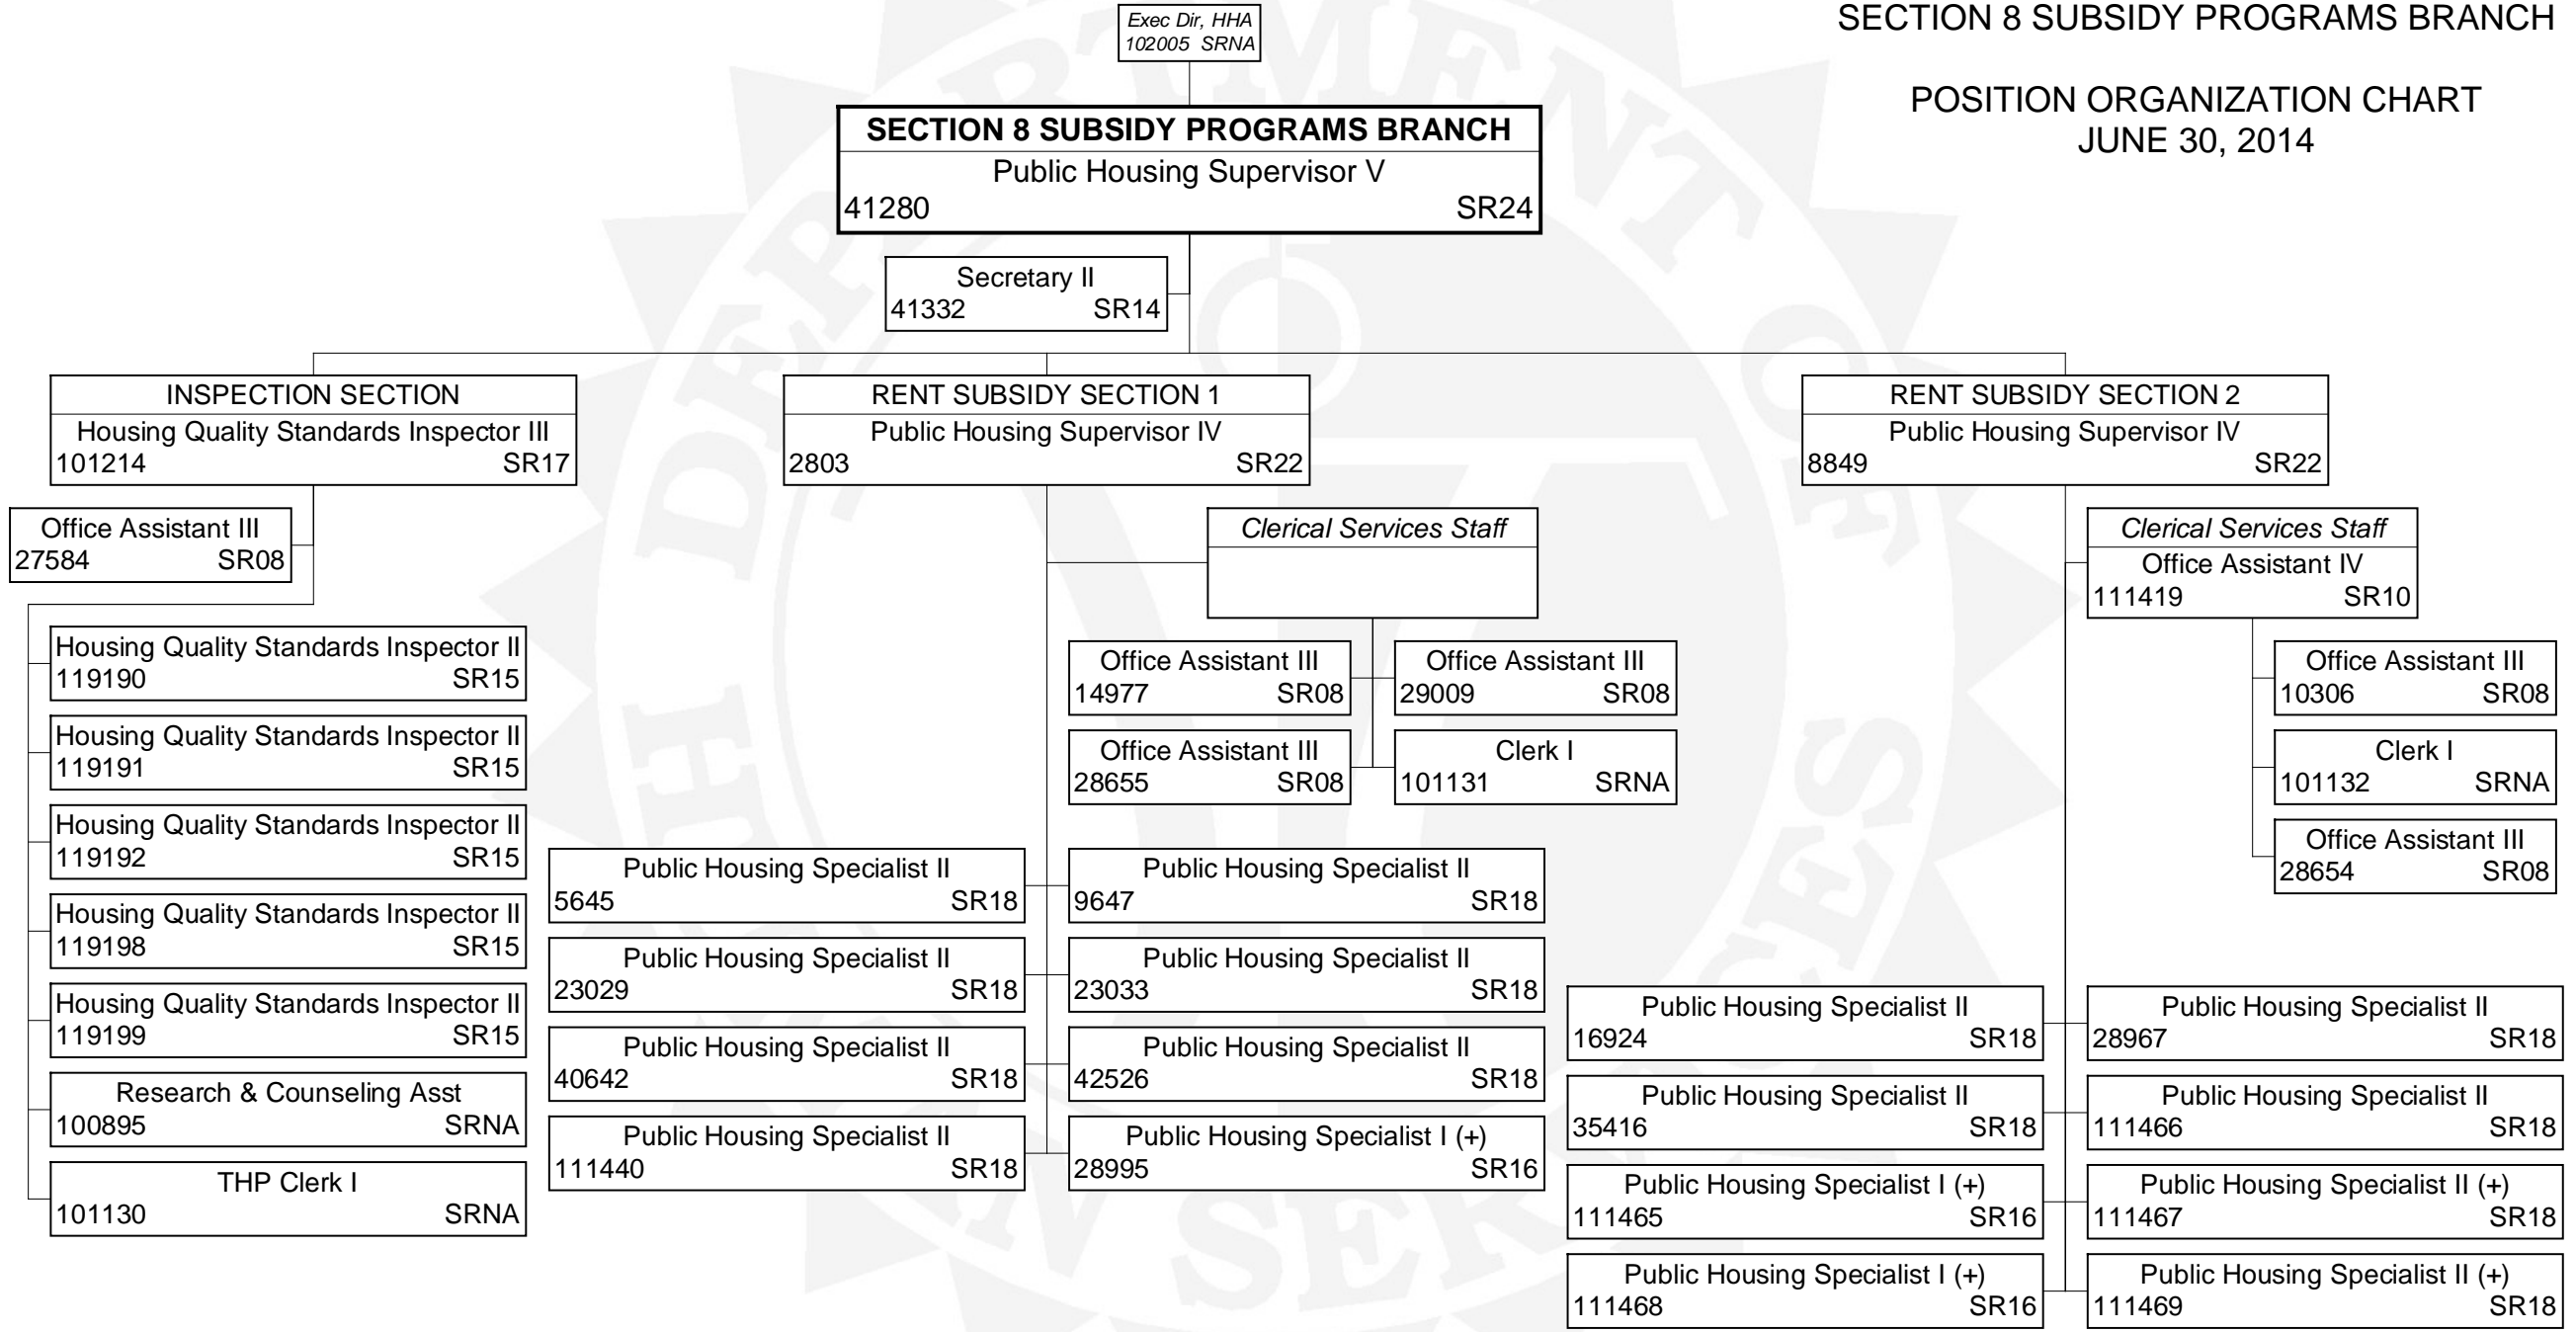 Exec Dir, HHA
102005 SRNA
SECTION 8 SUBSIDY PROGRAMS BRANCH
POSITION ORGANIZATION CHART
JUNE 30, 2014
SECTION 8 SUBSIDY PROGRAMS BRANCH
Public Housing Supervisor V
41280 SR24
Secretary II
41332 SR14
INSPECTION SECTION
Housing Quality Standards Inspector III
101214 SR17
Office Assistant III
27584 SR08
Housing Quality Standards Inspector II
119190 SR15
Housing Quality Standards Inspector II
119191 SR15
Housing Quality Standards Inspector II
119192 SR15
Housing Quality Standards Inspector II
119198 SR15
Housing Quality Standards Inspector II
119199 SR15
Research & Counseling Asst
100895 SRNA
THP Clerk I
101130 SRNA
RENT SUBSIDY SECTION 1
Public Housing Supervisor IV
2803 SR22
Clerical Services Staff
Office Assistant III
14977 SR08
Office Assistant III
29009 SR08
Office Assistant III
28655 SR08
Clerk I
101131 SRNA
Public Housing Specialist II
5645 SR18
Public Housing Specialist II
9647 SR18
Public Housing Specialist II
23029 SR18
Public Housing Specialist II
23033 SR18
Public Housing Specialist II
40642 SR18
Public Housing Specialist II
42526 SR18
Public Housing Specialist II
111440 SR18
Public Housing Specialist I (+)
28995 SR16
RENT SUBSIDY SECTION 2
Public Housing Supervisor IV
8849 SR22
Clerical Services Staff
Office Assistant IV
111419 SR10
Office Assistant III
10306 SR08
Clerk I
101132 SRNA
Office Assistant III
28654 SR08
Public Housing Specialist II
16924 SR18
Public Housing Specialist II
28967 SR18
Public Housing Specialist II
35416 SR18
Public Housing Specialist II
111466 SR18
Public Housing Specialist I (+)
111465 SR16
Public Housing Specialist II (+)
111467 SR18
Public Housing Specialist I (+)
111468 SR16
Public Housing Specialist II (+)
111469 SR18